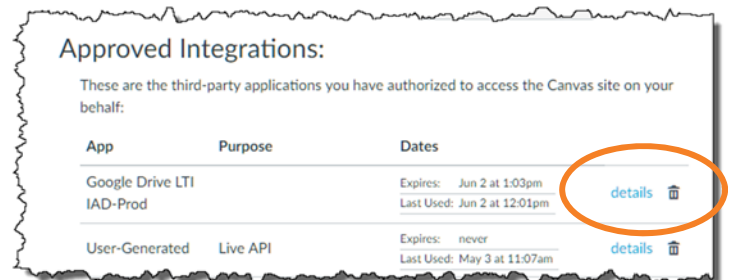 Approved Integrations:
These are the third-party applications you have authorized to access the Canvas site on your
behalf:
App Purpose Dates
Google Drive LTI
IAD-Prod
Expires: Jun 2 at 1:03pm
Last Used: Jun 2 at 12:01pm
details
User-Generated Live API
Expires: never
Last Used: May 3 at 11:07am
details